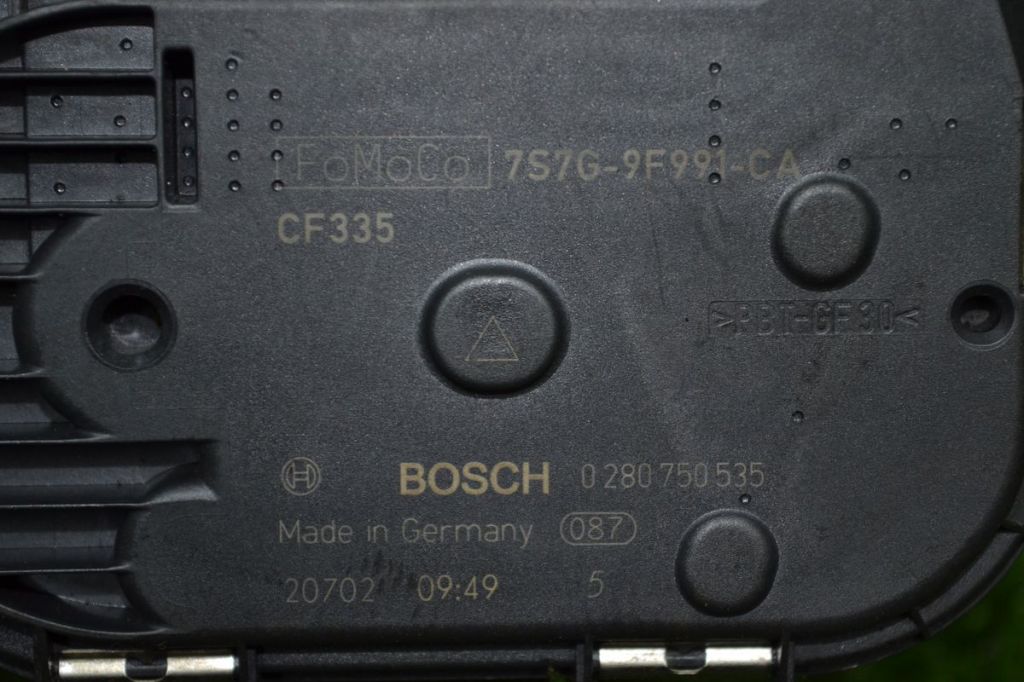 FoMoCo 7S7G-9F991-CA
CF335
>PBT-GF30<
BOSCH 0 280 750 535
Made in Germany 087
20702 09:49 5